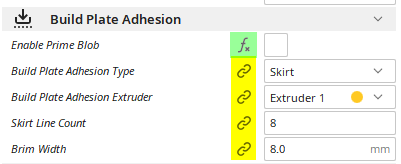 Build Plate Adhesion
Enable Prime Blob
Build Plate Adhesion Type Skirt
Build Plate Adhesion Extruder Extruder 1
Skirt Line Count 8
Brim Width 8.0 mm